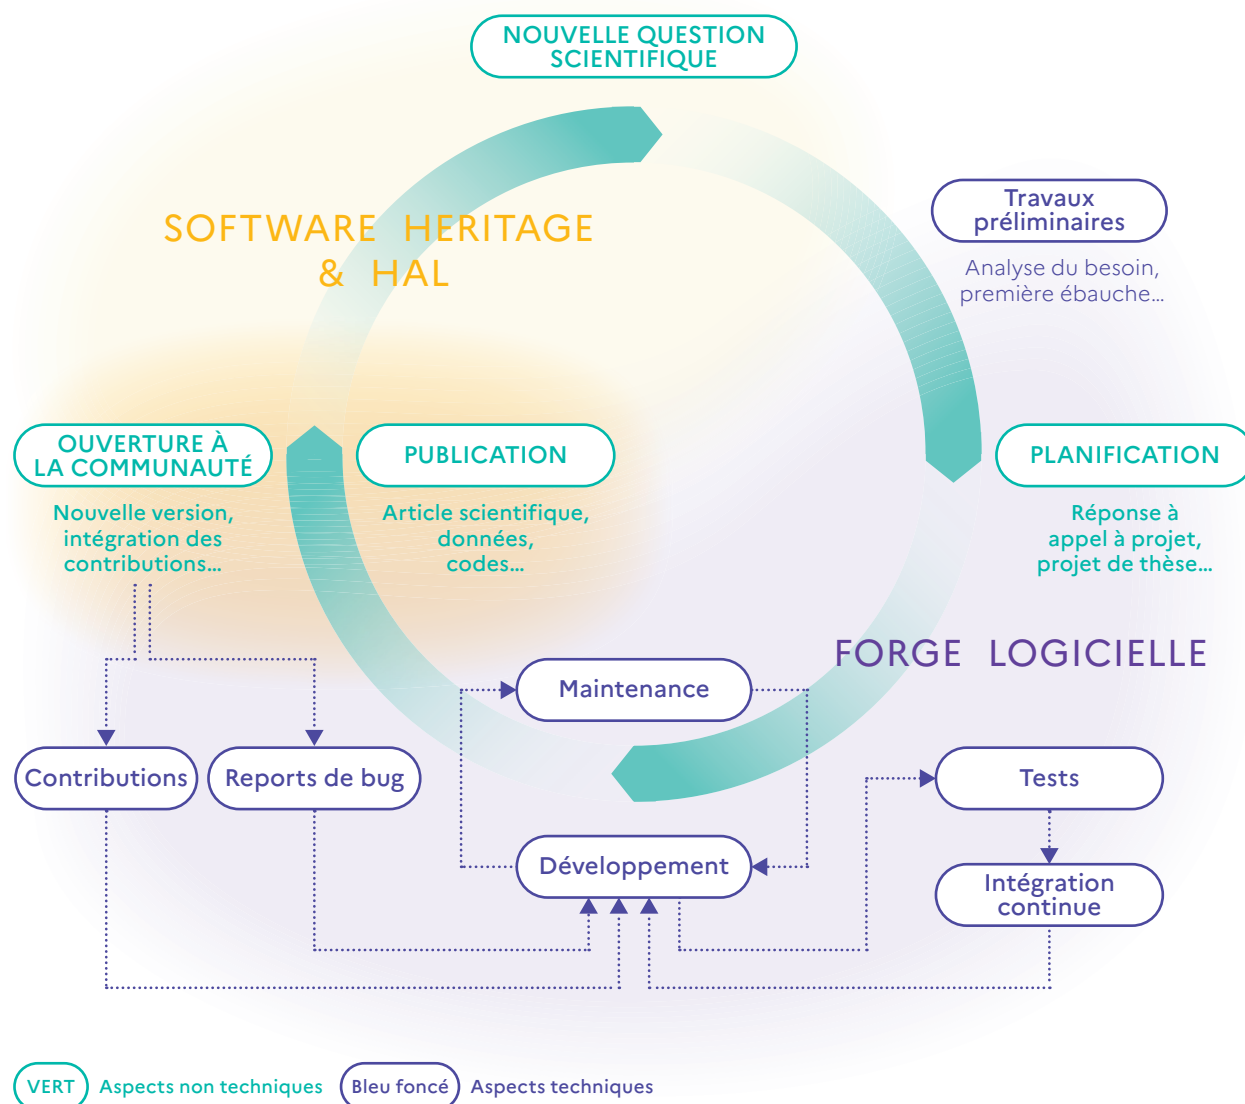 NOUVELLE QUESTION
SCIENTIFIQUE
Travaux
préliminaires
Analyse du besoin,
première ébauche…
SOFTWARE HERITAGE
& HAL
OUVERTURE À
LA COMMUNAUTÉ
Nouvelle version,
intégration des
contributions…
PUBLICATION
Article scientifique,
données,
codes…
PLANIFICATION
Réponse à
appel à projet,
projet de thèse…
FORGE LOGICIELLE
Maintenance
Contributions
Reports de bug
Tests
Développement
Intégration
continue
VERT Aspects non techniques
Bleu foncé Aspects techniques